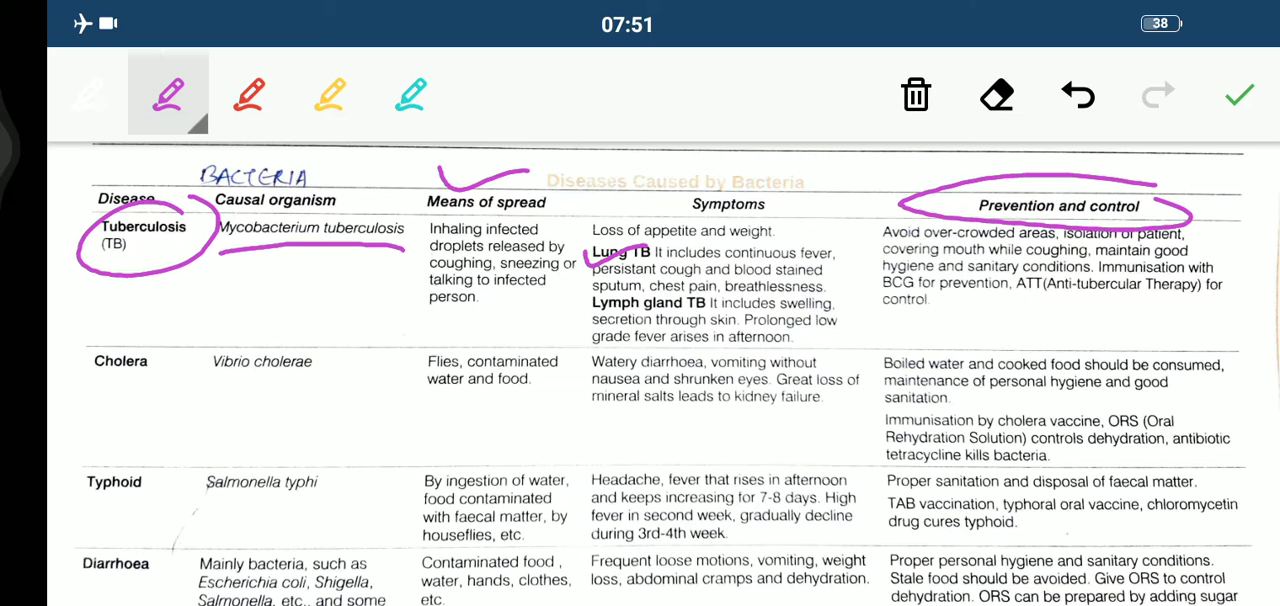 07:51
38
BACTERIA
Diseases Caused by Bacteria
Disease Causal organism Means of spread Symptoms Prevention and control
Tuberculosis
(TB)
Mycobacterium tuberculosis
Inhaling infected
droplets released by
coughing, sneezing or
talking to infected
person.
Loss of appetite and weight.
Lung TB It includes continuous fever,
persistant cough and blood stained
sputum, chest pain, breathlessness.
Lymph gland TB It includes swelling,
secretion through skin. Prolonged low
grade fever arises in afternoon.
Avoid over-crowded areas, isolation of patient,
covering mouth while coughing, maintain good
hygiene and sanitary conditions. Immunisation with
BCG for prevention, ATT(Anti-tubercular Therapy) for
control.
Cholera
Vibrio cholerae
Flies, contaminated
water and food.
Watery diarrhoea, vomiting without
nausea and shrunken eyes. Great loss of
mineral salts leads to kidney failure.
Boiled water and cooked food should be consumed,
maintenance of personal hygiene and good
sanitation.
Immunisation by cholera vaccine, ORS (Oral
Rehydration Solution) controls dehydration, antibiotic
tetracycline kills bacteria.
Typhoid
Salmonella typhi
By ingestion of water,
food contaminated
with faecal matter, by
houseflies, etc.
Headache, fever that rises in afternoon
and keeps increasing for 7-8 days. High
fever in second week, gradually decline
during 3rd-4th week.
Proper sanitation and disposal of faecal matter.
TAB vaccination, typhoral oral vaccine, chloromycetin
drug cures typhoid.
Diarrhoea
Mainly bacteria, such as
Escherichia coli, Shigella,
Salmonella, etc., and some
Contaminated food ,
water, hands, clothes,
etc.
Frequent loose motions, vomiting, weight
loss, abdominal cramps and dehydration.
Proper personal hygiene and sanitary conditions.
Stale food should be avoided. Give ORS to control
dehydration. ORS can be prepared by adding sugar